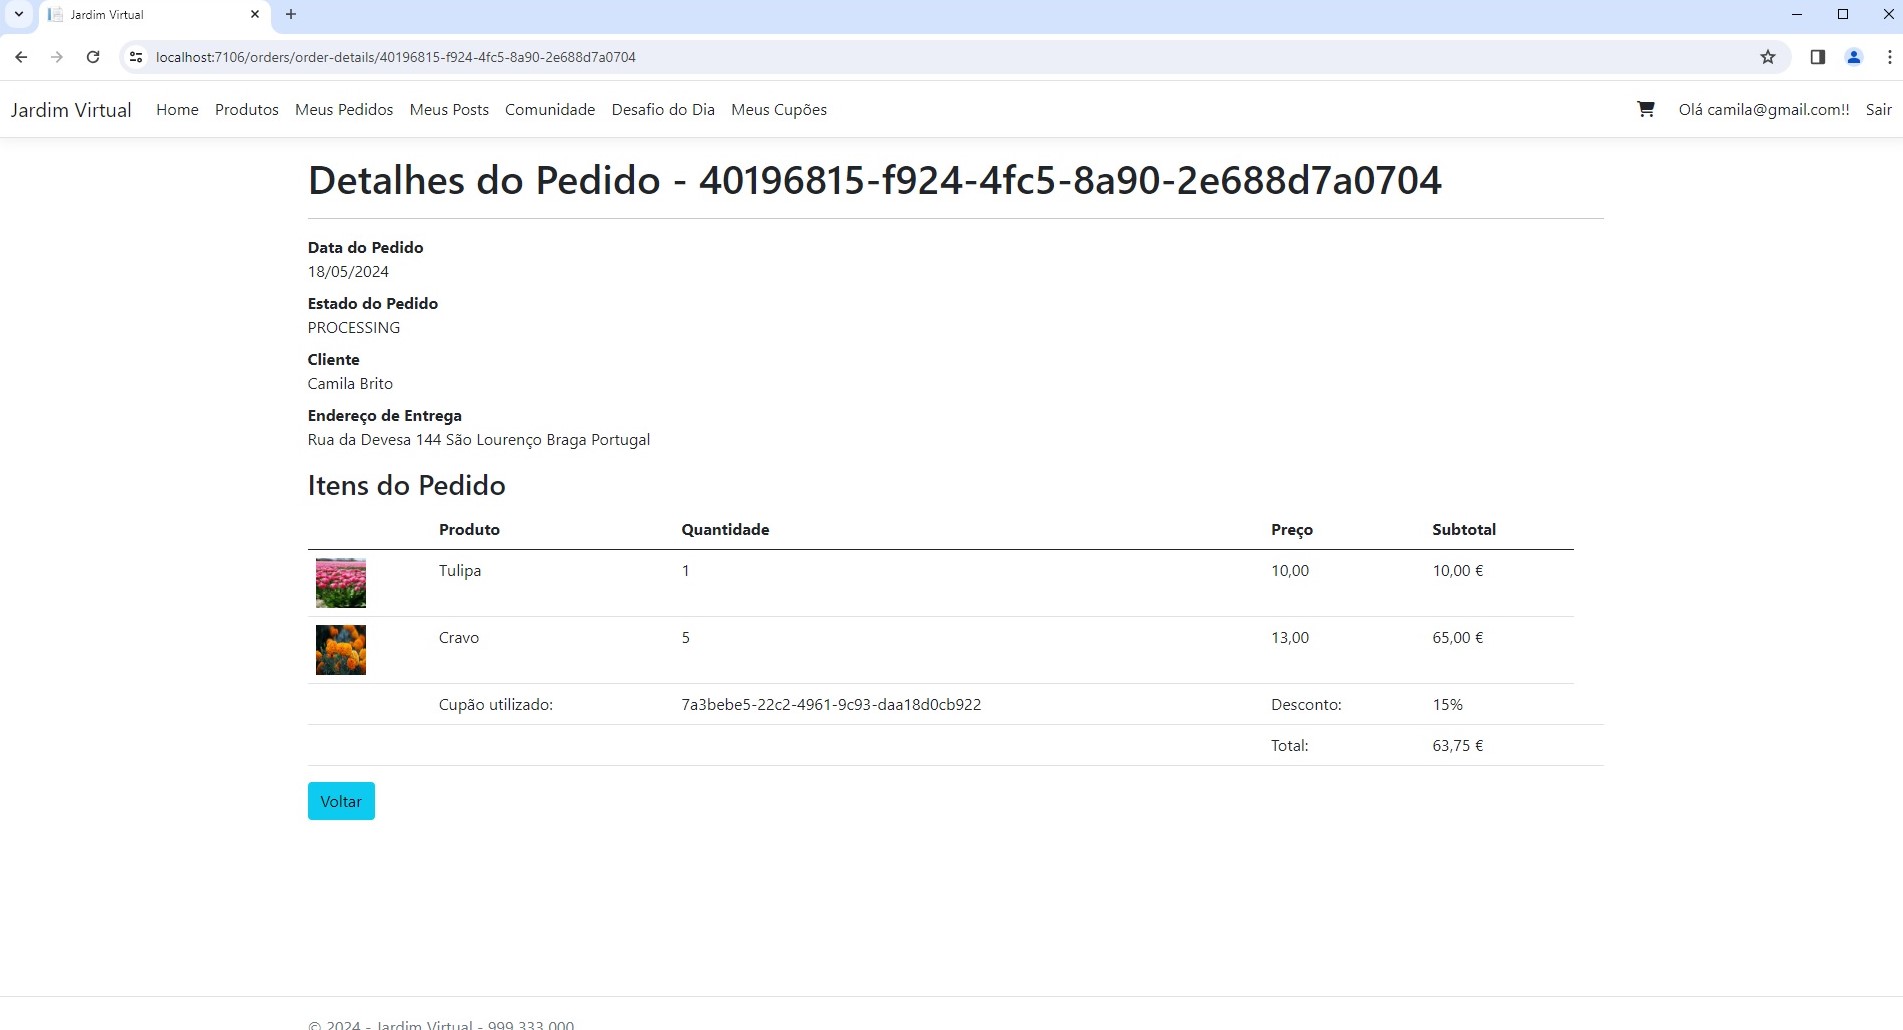 Jardim Virtual
localhost:7106/orders/order-details/40196815-f924-4fc5-8a90-2e688d7a0704
Jardim Virtual Home Produtos Meus Pedidos Meus Posts Comunidade Desafio do Dia Meus Cupões Olá camila@gmail.com!! Sair
Detalhes do Pedido - 40196815-f924-4fc5-8a90-2e688d7a0704
Data do Pedido
18/05/2024
Estado do Pedido
PROCESSING
Cliente
Camila Brito
Endereço de Entrega
Rua da Devesa 144 São Lourenço Braga Portugal
Itens do Pedido
Produto Quantidade Preço Subtotal
Tulipa 1 10,00 10,00 €
Cravo 5 13,00 65,00 €
Cupão utilizado: 7a3bebe5-22c2-4961-9c93-daa18d0cb922 Desconto: 15%
Total: 63,75 €
Voltar
© 2024 - Jardim Virtual - 999 333 000